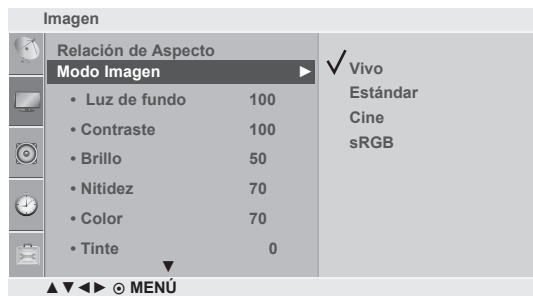 Imagen
Relación de Aspecto
Modo Imagen ►
• Luz de fundo 100
• Contraste 100
• Brillo 50
• Nitidez 70
• Color 70
• Tinte 0
▼
✓ Vivo
Estándar
Cine
sRGB
▲▼◄► ⊙ MENÚ